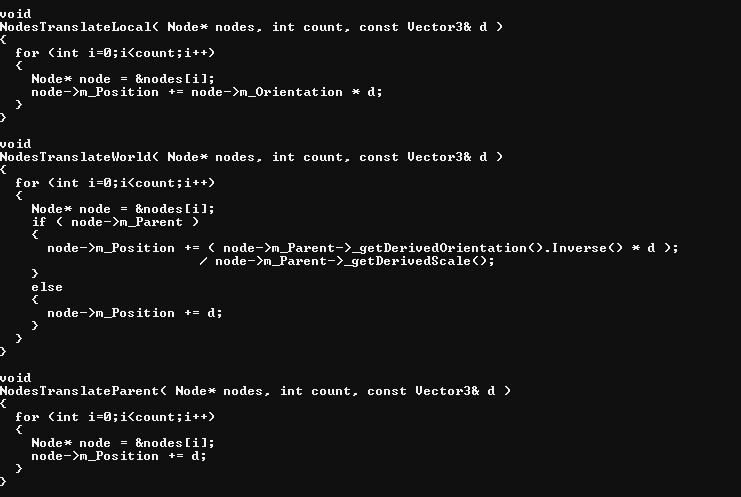 void
NodesTranslateLocal( Node* nodes, int count, const Vector3& d )
{
  for (int i=0;i<count;i++)
  {
    Node* node = &nodes[i];
    node->m_Position += node->m_Orientation * d;
  }
}

void
NodesTranslateWorld( Node* nodes, int count, const Vector3& d )
{
  for (int i=0;i<count;i++)
  {
    Node* node = &nodes[i];
    if ( node->m_Parent )
    {
      node->m_Position += ( node->m_Parent->_getDerivedOrientation().Inverse() * d );
                         / node->m_Parent->_getDerivedScale();
    }
    else
    {
      node->m_Position += d;
    }
  }
}

void
NodesTranslateParent( Node* nodes, int count, const Vector3& d )
{
  for (int i=0;i<count;i++)
  {
    Node* node = &nodes[i];
    node->m_Position += d;
  }
}